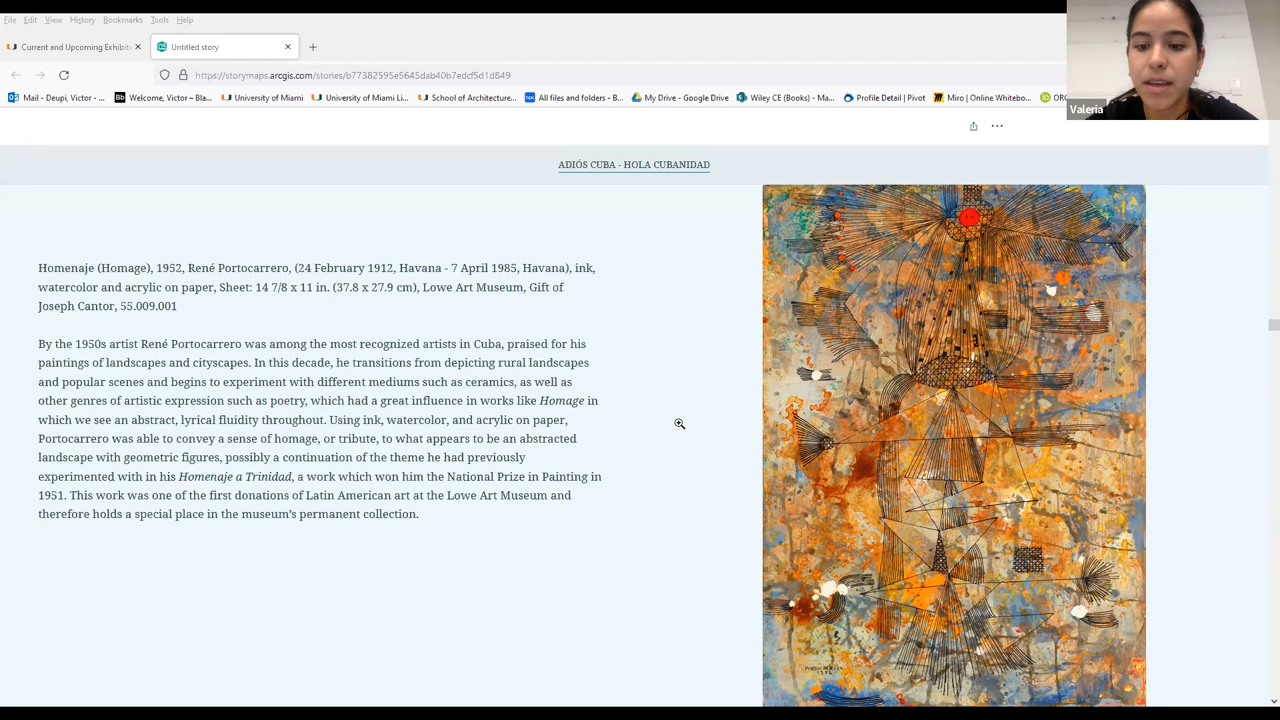 File Edit View History Bookmarks Tools Help
Current and Upcoming Exhibiti
Untitled story
https://storymaps.arcgis.com/stories/b77382595e5645dab40b7edcf5d1d849
Mail - Deupi, Victor - ... Welcome, Victor – Bla... University of Miami University of Miami Li... School of Architecture... All files and folders - B... My Drive - Google Drive Wiley CE (Books) - Ma... Profile Detail | Pivot Miro | Online Whitebo... ORC
Valeria
ADIÓS CUBA - HOLA CUBANIDAD
Homenaje (Homage), 1952, René Portocarrero, (24 February 1912, Havana - 7 April 1985, Havana), ink,
watercolor and acrylic on paper, Sheet: 14 7/8 x 11 in. (37.8 x 27.9 cm), Lowe Art Museum, Gift of
Joseph Cantor, 55.009.001
By the 1950s artist René Portocarrero was among the most recognized artists in Cuba, praised for his
paintings of landscapes and cityscapes. In this decade, he transitions from depicting rural landscapes
and popular scenes and begins to experiment with different mediums such as ceramics, as well as
other genres of artistic expression such as poetry, which had a great influence in works like Homage in
which we see an abstract, lyrical fluidity throughout. Using ink, watercolor, and acrylic on paper,
Portocarrero was able to convey a sense of homage, or tribute, to what appears to be an abstracted
landscape with geometric figures, possibly a continuation of the theme he had previously
experimented with in his Homenaje a Trinidad, a work which won him the National Prize in Painting in
1951. This work was one of the first donations of Latin American art at the Lowe Art Museum and
therefore holds a special place in the museum’s permanent collection.